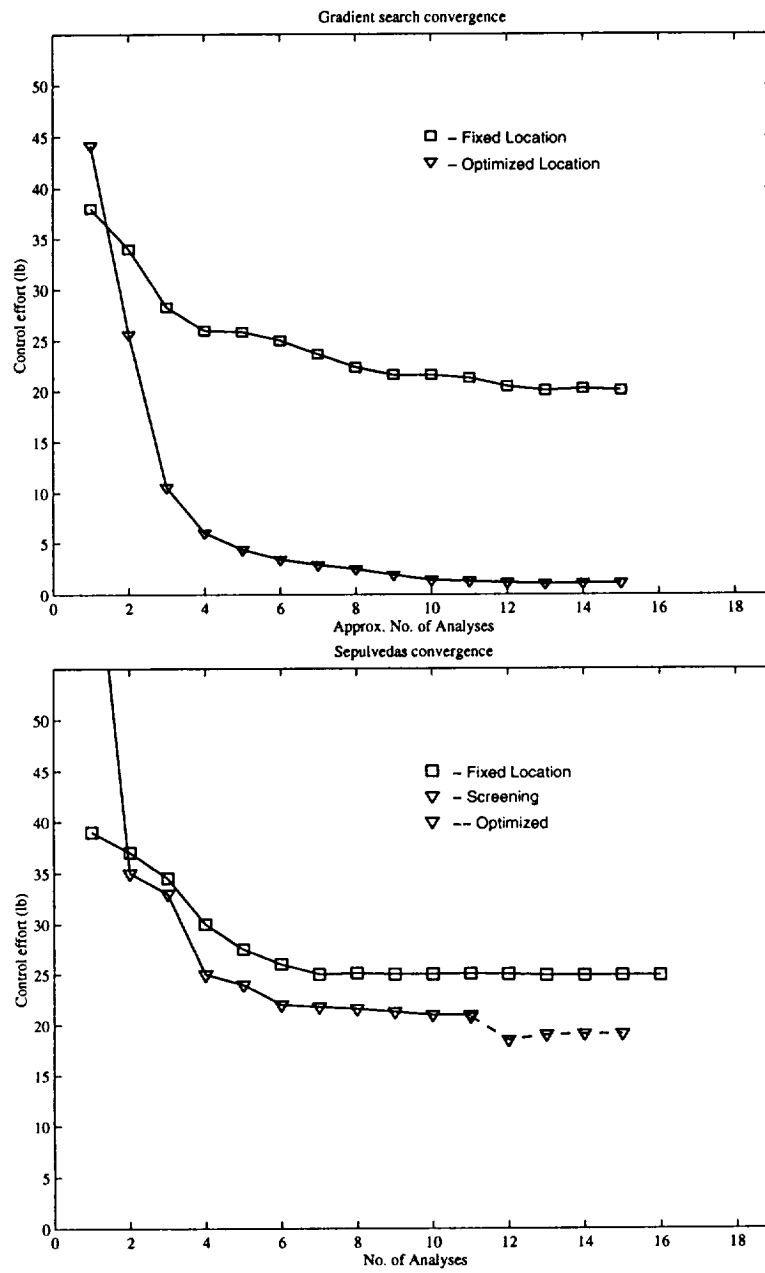 Gradient search convergence
50
45
40
35
30
25
20
15
10
5
0
Control effort (lb)
– Fixed Location
– Optimized Location
0 2 4 6 8 10 12 14 16 18
Approx. No. of Analyses
Sepulvedas convergence
50
45
40
35
30
25
20
15
10
5
0
Control effort (lb)
– Fixed Location
– Screening
-- Optimized
0 2 4 6 8 10 12 14 16 18
No. of Analyses